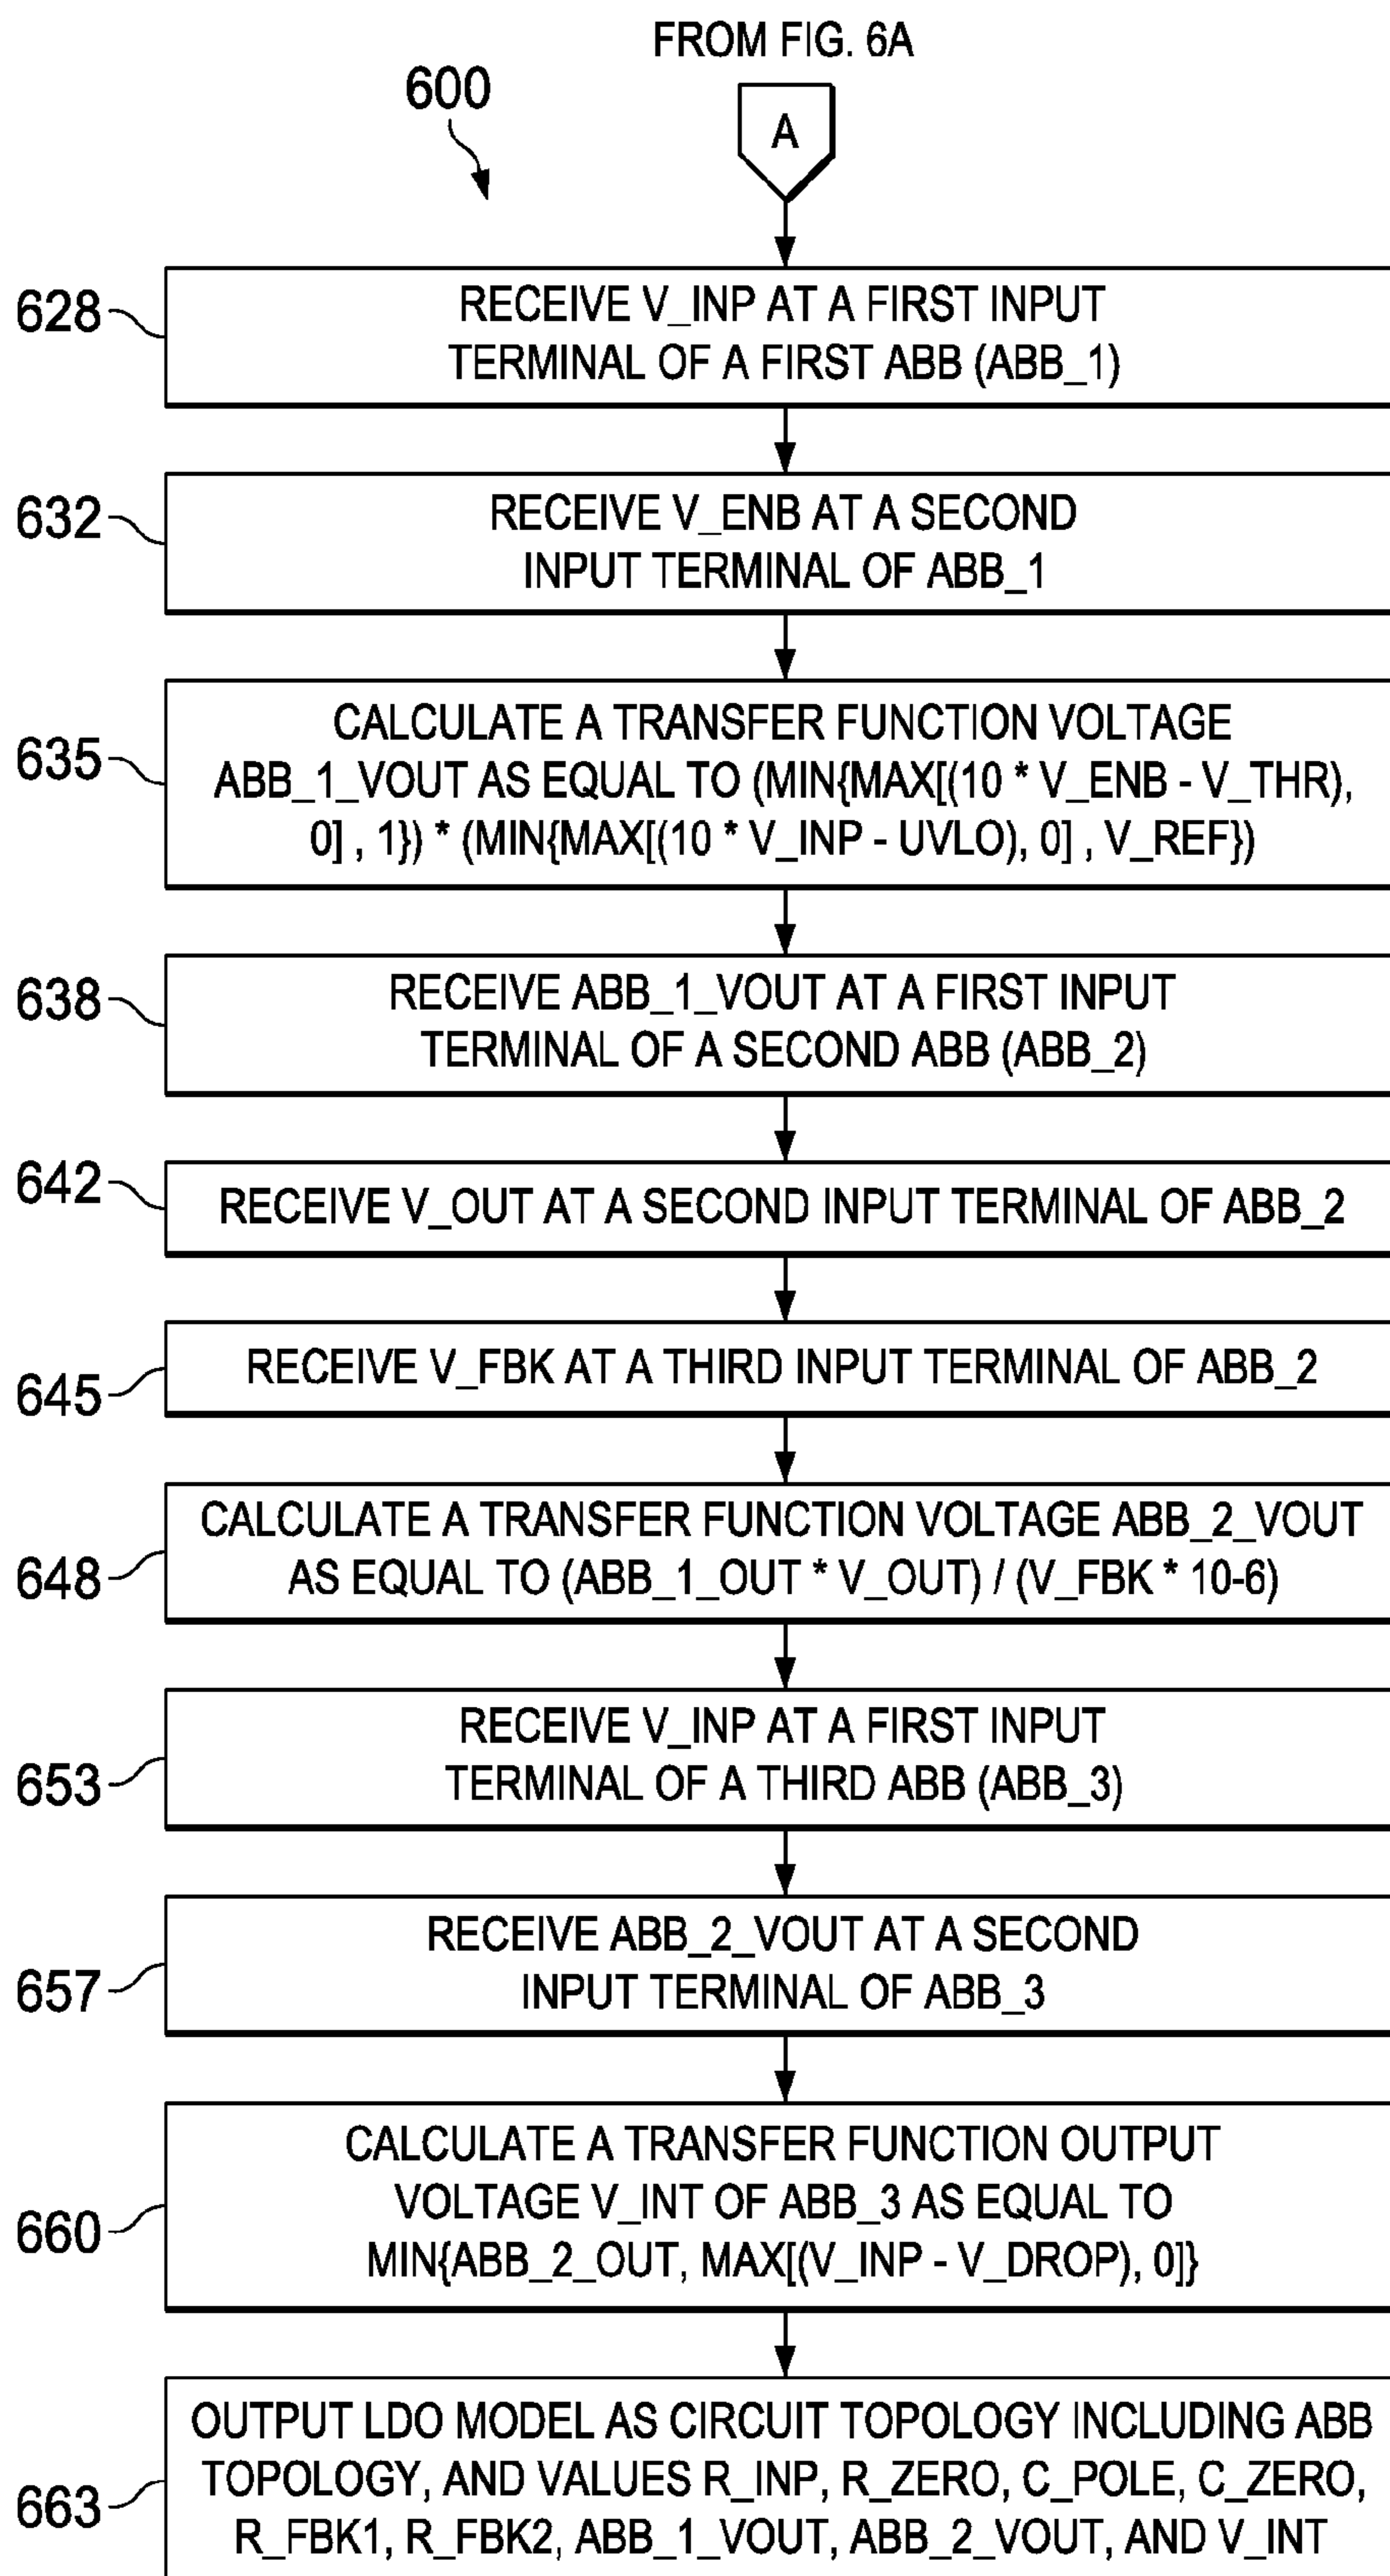 FROM FIG. 6A
600
A
628
RECEIVE V_INP AT A FIRST INPUT
TERMINAL OF A FIRST ABB (ABB_1)
632
RECEIVE V_ENB AT A SECOND
INPUT TERMINAL OF ABB_1
635
CALCULATE A TRANSFER FUNCTION VOLTAGE
ABB_1_VOUT AS EQUAL TO (MIN{MAX[(10 * V_ENB - V_THR),
0] , 1}) * (MIN{MAX[(10 * V_INP - UVLO), 0] , V_REF})
638
RECEIVE ABB_1_VOUT AT A FIRST INPUT
TERMINAL OF A SECOND ABB (ABB_2)
642
RECEIVE V_OUT AT A SECOND INPUT TERMINAL OF ABB_2
645
RECEIVE V_FBK AT A THIRD INPUT TERMINAL OF ABB_2
648
CALCULATE A TRANSFER FUNCTION VOLTAGE ABB_2_VOUT
AS EQUAL TO (ABB_1_OUT * V_OUT) / (V_FBK * 10-6)
653
RECEIVE V_INP AT A FIRST INPUT
TERMINAL OF A THIRD ABB (ABB_3)
657
RECEIVE ABB_2_VOUT AT A SECOND
INPUT TERMINAL OF ABB_3
660
CALCULATE A TRANSFER FUNCTION OUTPUT
VOLTAGE V_INT OF ABB_3 AS EQUAL TO
MIN{ABB_2_OUT, MAX[(V_INP - V_DROP), 0]}
663
OUTPUT LDO MODEL AS CIRCUIT TOPOLOGY INCLUDING ABB
TOPOLOGY, AND VALUES R_INP, R_ZERO, C_POLE, C_ZERO,
R_FBK1, R_FBK2, ABB_1_VOUT, ABB_2_VOUT, AND V_INT